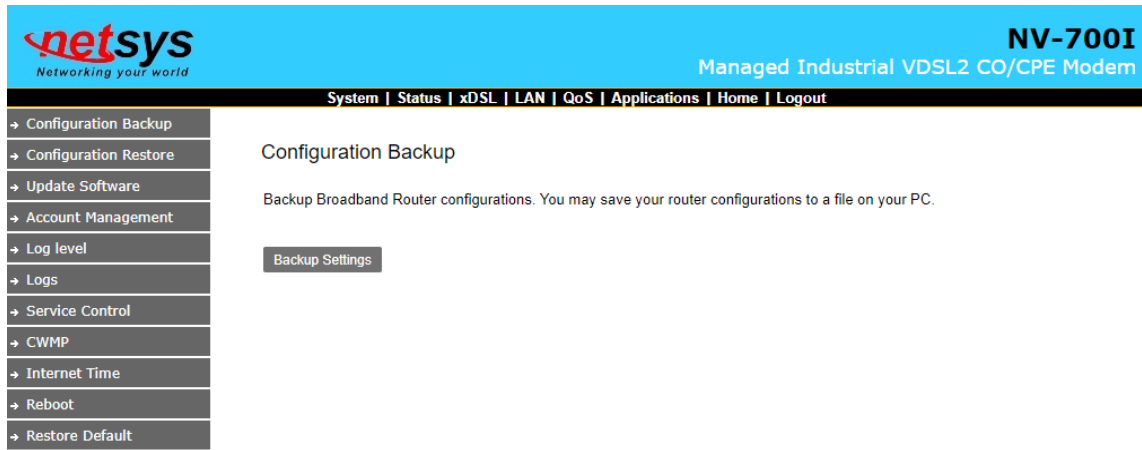 netsys
Networking your world
NV-700I
Managed Industrial VDSL2 CO/CPE Modem
System | Status | xDSL | LAN | QoS | Applications | Home | Logout
→ Configuration Backup
→ Configuration Restore
→ Update Software
→ Account Management
→ Log level
→ Logs
→ Service Control
→ CWMP
→ Internet Time
→ Reboot
→ Restore Default
Configuration Backup
Backup Broadband Router configurations. You may save your router configurations to a file on your PC.
Backup Settings